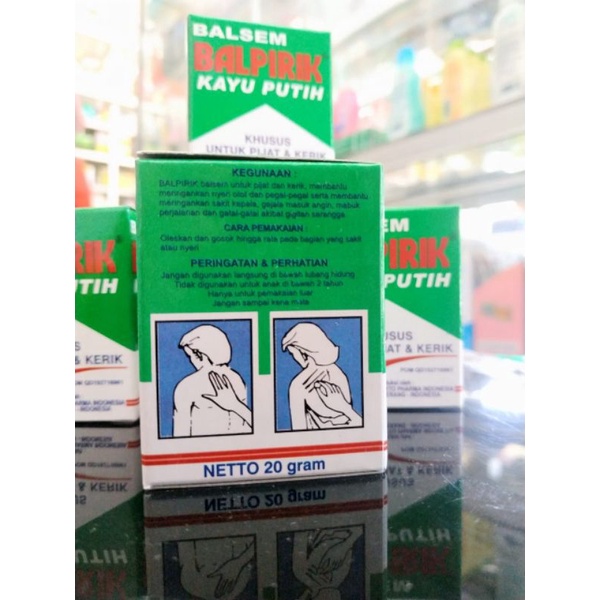 BALSEM
BALPIRIK
KAYU PUTIH
KHUSUS
UNTUK PIJAT & KERIK
KEGUNAAN :
BALPIRIK balsem untuk pijat dan kerik, membantu
meringankan nyeri otot dan pegal-pegal serta membantu
meringankan sakit kepala, gejala masuk angin, mabuk
perjalanan dan gatal-gatal akibat gigitan serangga.
CARA PEMAKAIAN :
Oleskan dan gosok hingga rata pada bagian yang sakit
atau nyeri
PERINGATAN & PERHATIAN
Jangan digunakan langsung di bawah lubang hidung
Tidak digunakan untuk anak di bawah 2 tahun
Hanya untuk pemakaian luar
Jangan sampai kena mata
NETTO 20 gram
RIK
UTIH
KUSUS
AT & KERIK
EM
PIRIK
PUTIH
USUS
AT & KERIK